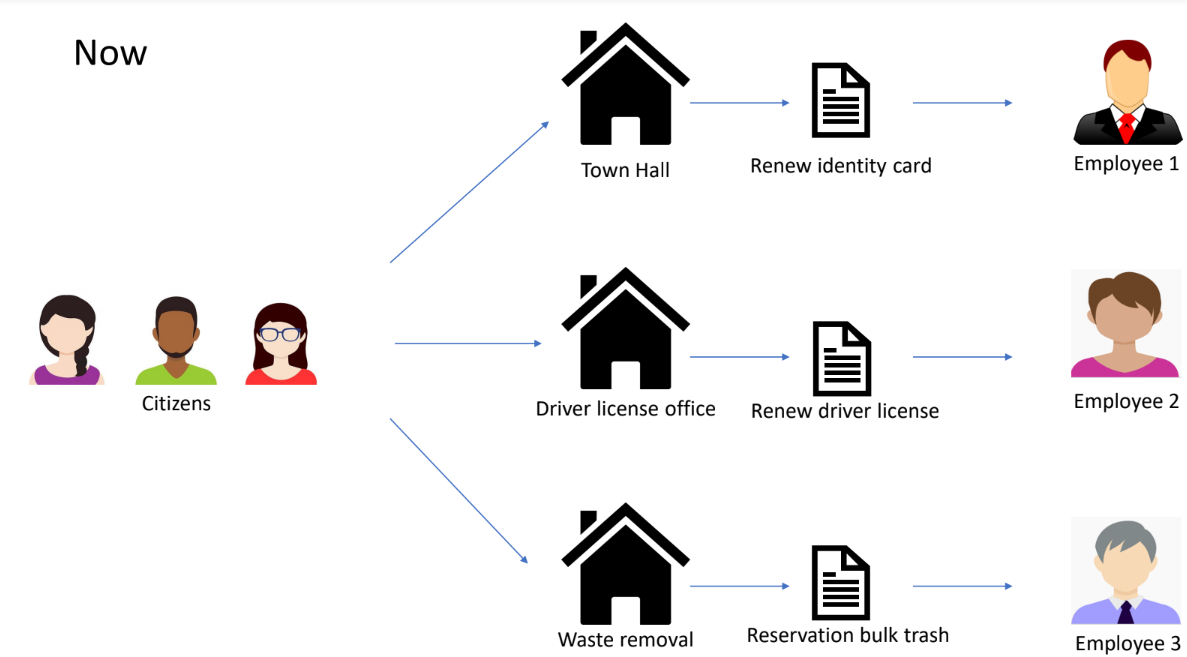 Now
Town Hall
Renew identity card
Employee 1
Citizens
Driver license office
Renew driver license
Employee 2
Waste removal
Reservation bulk trash
Employee 3